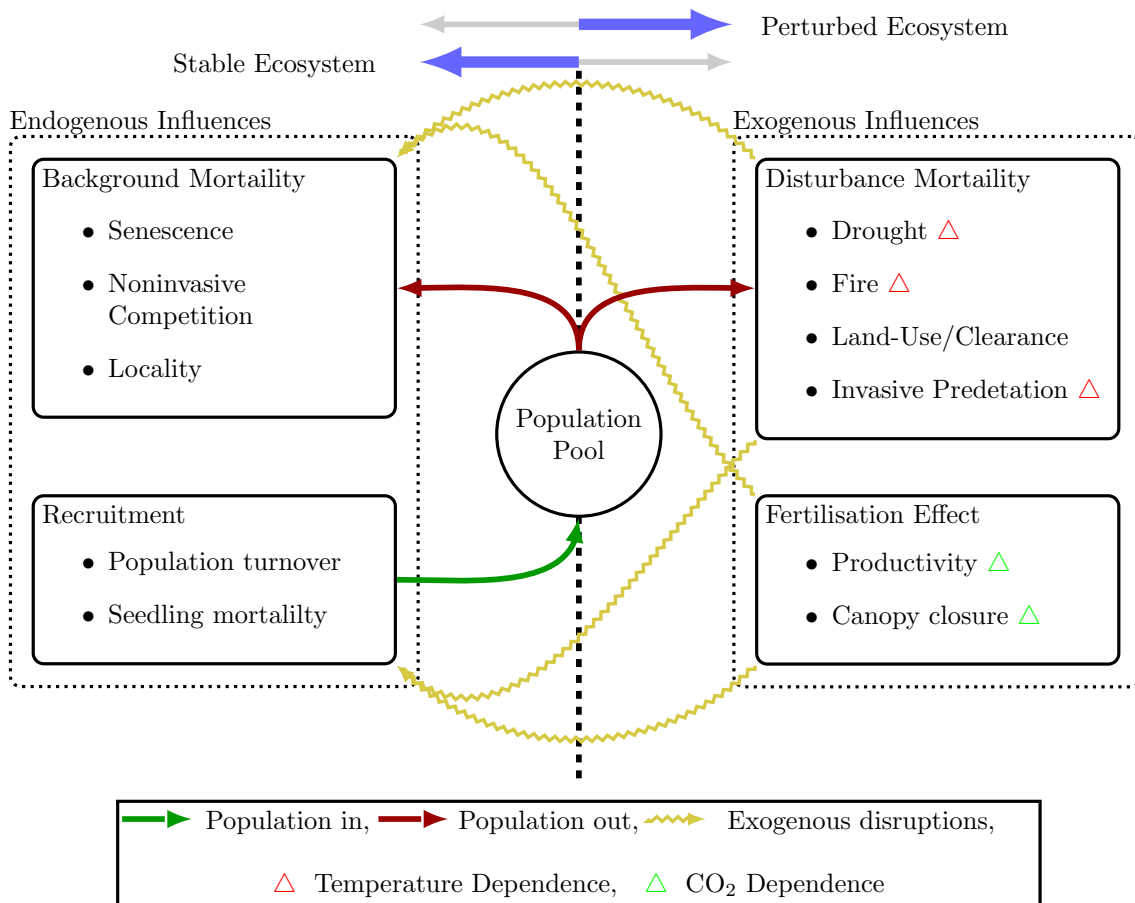 Perturbed Ecosystem
Stable Ecosystem
Endogenous Influences
Background Mortaility
Senescence
Noninvasive
Competition
Locality
Recruitment
Population turnover
Seedling mortalilty
Population
Pool
Exogenous Influences
Disturbance Mortaility
Drought △
Fire △
Land-Use/Clearance
Invasive Predetation △
Fertilisation Effect
Productivity △
Canopy closure △
Population in, Population out, Exogenous disruptions,
△ Temperature Dependence, △ CO₂ Dependence